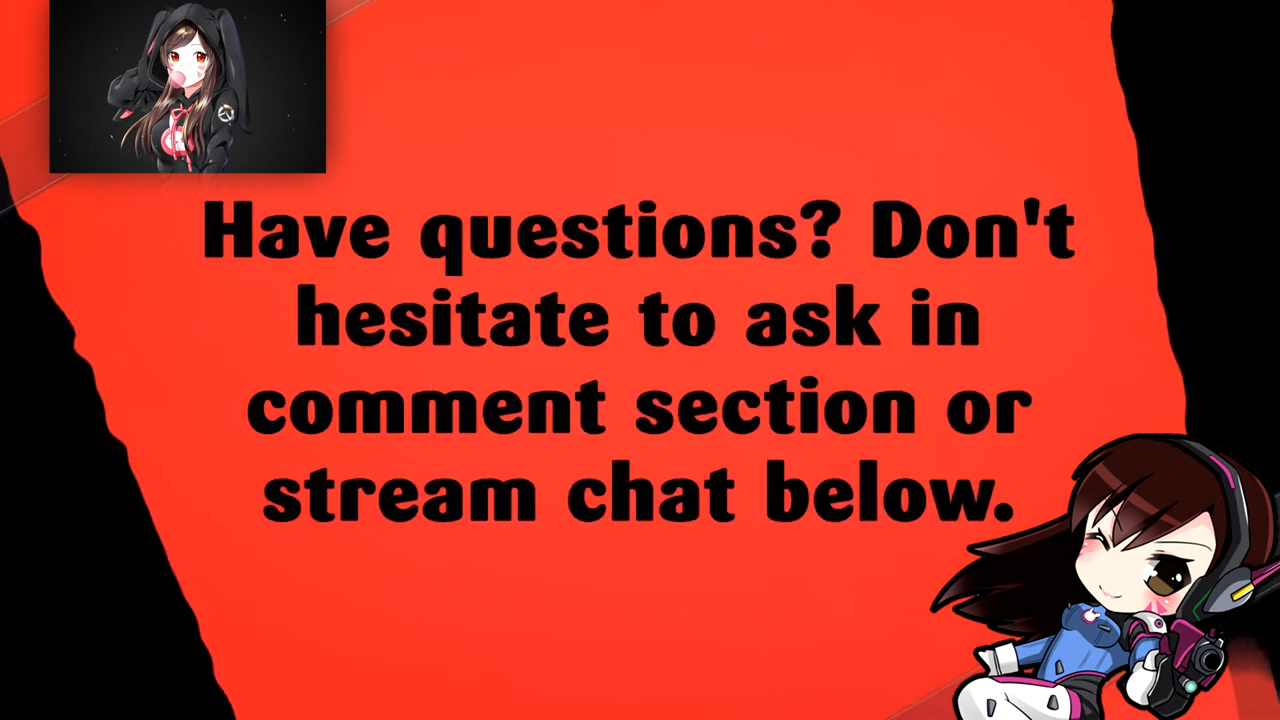 Have questions? Don't
hesitate to ask in
comment section or
stream chat below.